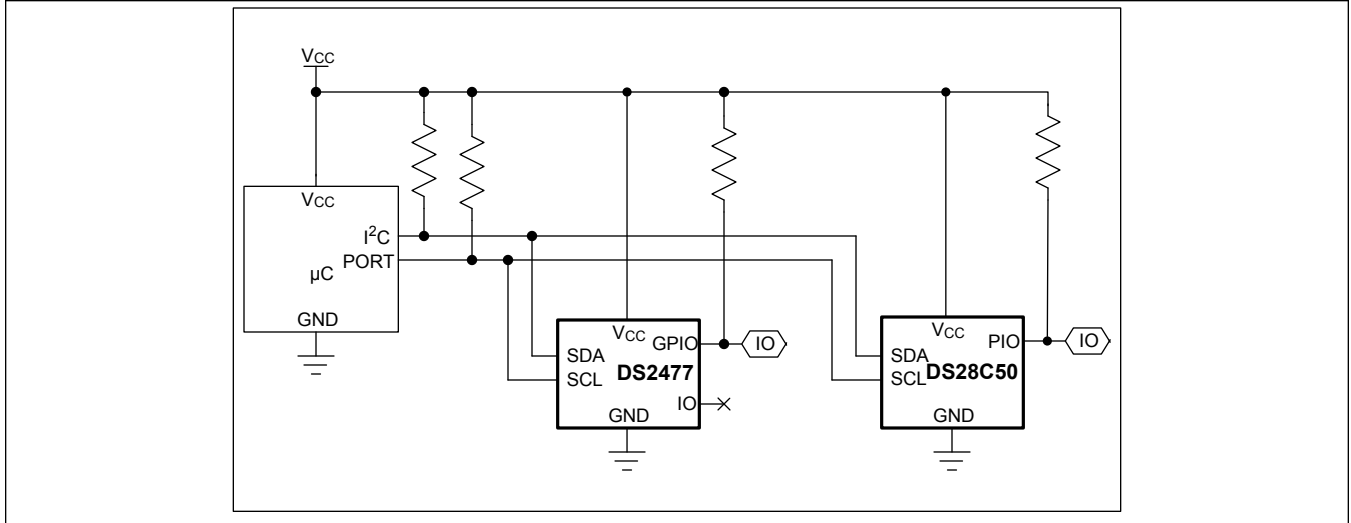 VCC
VCC
I²C
PORT
µC
GND
VCC
GPIO
IO
SDA
DS2477
SCL
IO
GND
VCC
PIO
IO
SDA
DS28C50
SCL
GND